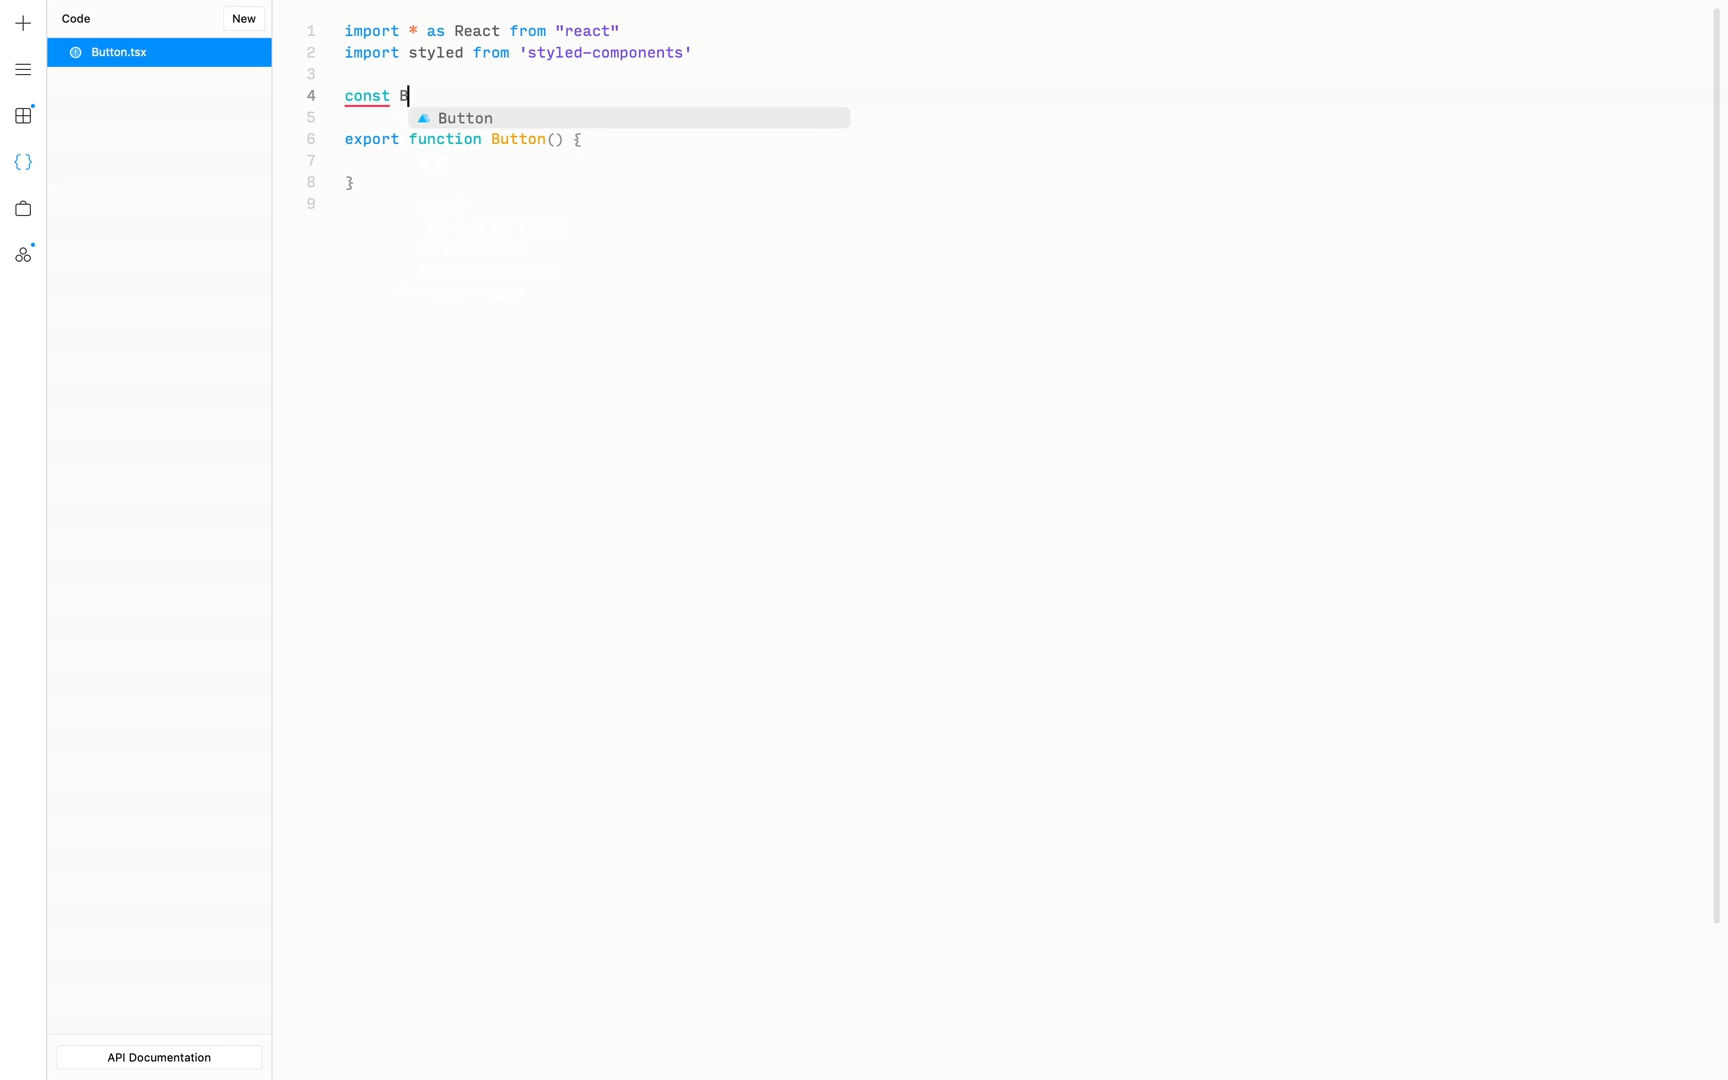 Code
New
Button.tsx
1 import * as React from "react"
2 import styled from 'styled-components'
3
4 const B
5
Button
6 export function Button() {
7
8 }
9
API Documentation